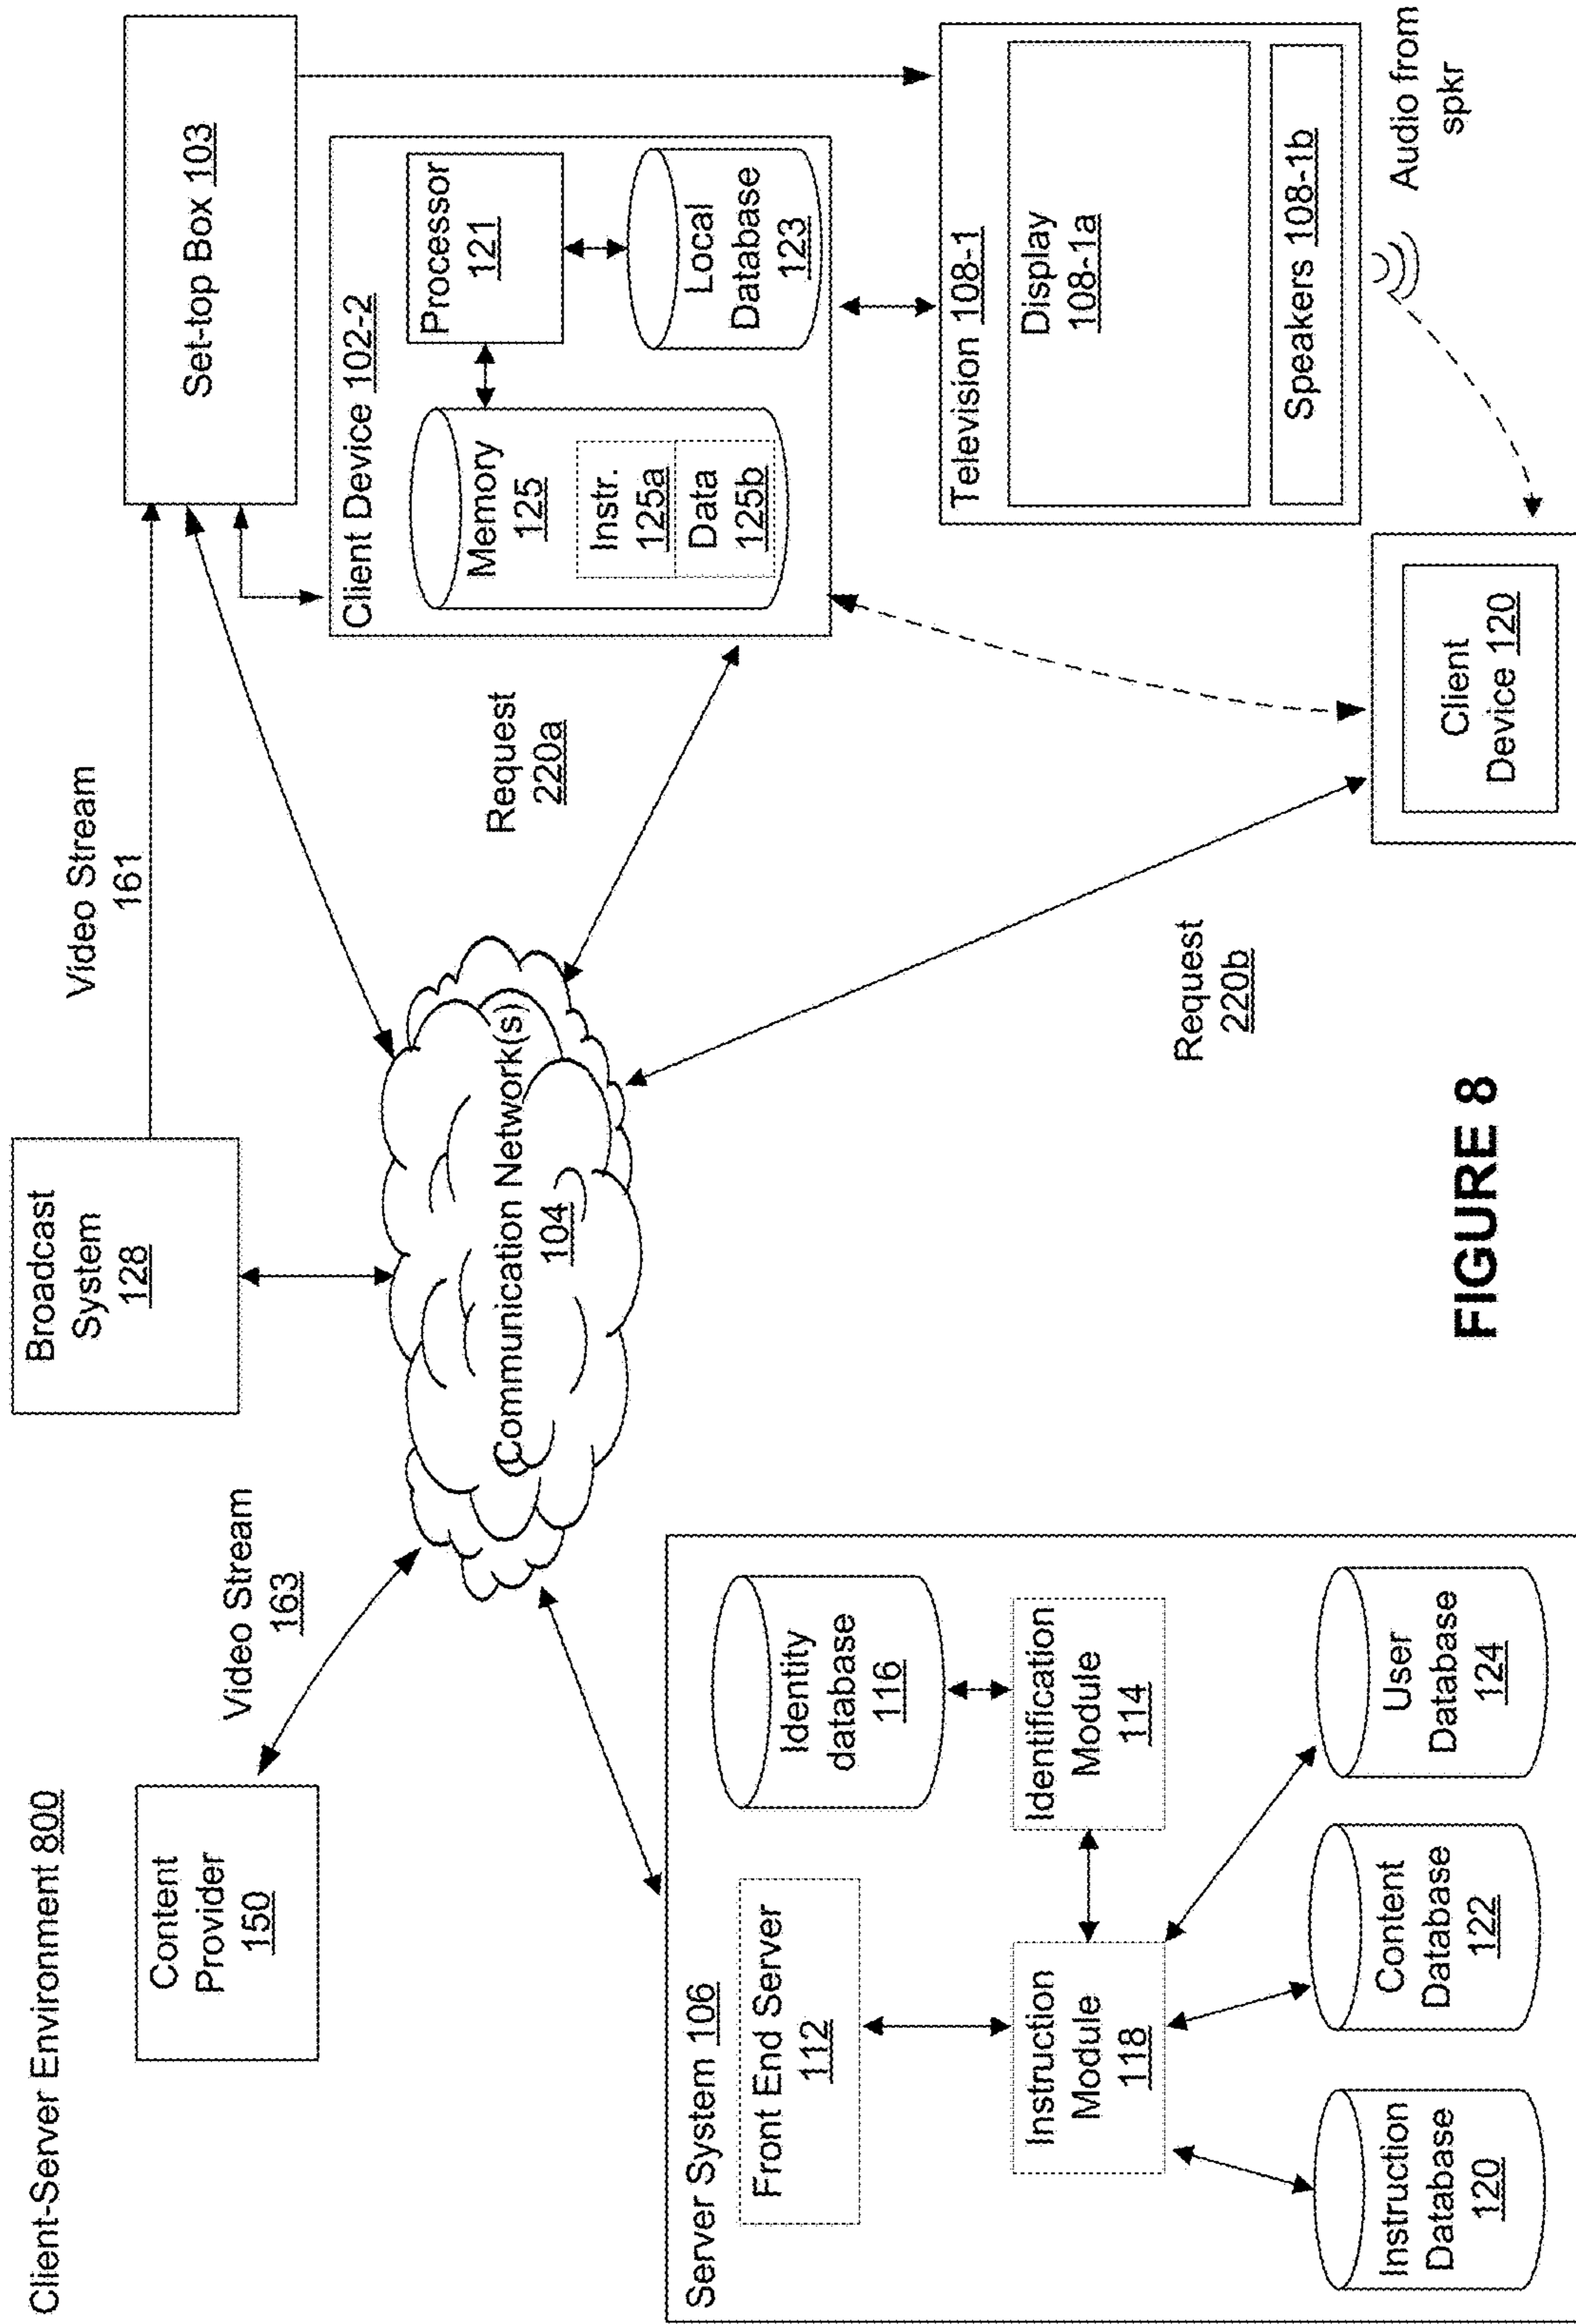 Client-Server Environment 800
Content
Provider
150
Video Stream
163
Broadcast
System
128
Video Stream
161
Set-top Box 103
Communication Network(s)
104
Request
220a
Client Device 102-2
Memory
125
Instr.
125a
Data
125b
Processor
121
Local
Database
123
Server System 106
Front End Server
112
Identity
database
116
Instruction
Module
118
Identification
Module
114
Instruction
Database
120
Content
Database
122
User
Database
124
Request
220b
Television 108-1
Display
108-1a
Speakers 108-1b
Audio from
spkr
Client
Device 120
FIGURE 8